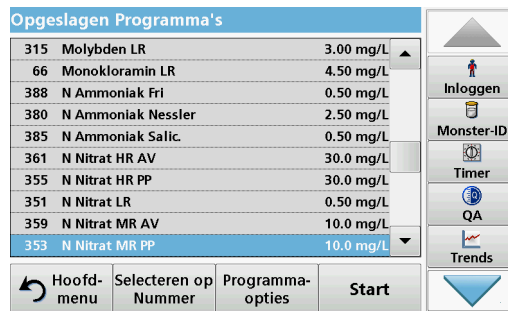 Opgeslagen Programma's
315 Molybden LR 3.00 mg/L
66 Monokloramin LR 4.50 mg/L
388 N Ammoniak Fri 0.50 mg/L
380 N Ammoniak Nessler 2.50 mg/L
385 N Ammoniak Salic. 0.50 mg/L
361 N Nitrat HR AV 30.0 mg/L
355 N Nitrat HR PP 30.0 mg/L
351 N Nitrat LR 0.50 mg/L
359 N Nitrat MR AV 10.0 mg/L
353 N Nitrat MR PP 10.0 mg/L
Inloggen
Monster-ID
Timer
QA
Trends
Hoofd-
menu
Selecteren op
Nummer
Programma-
opties
Start